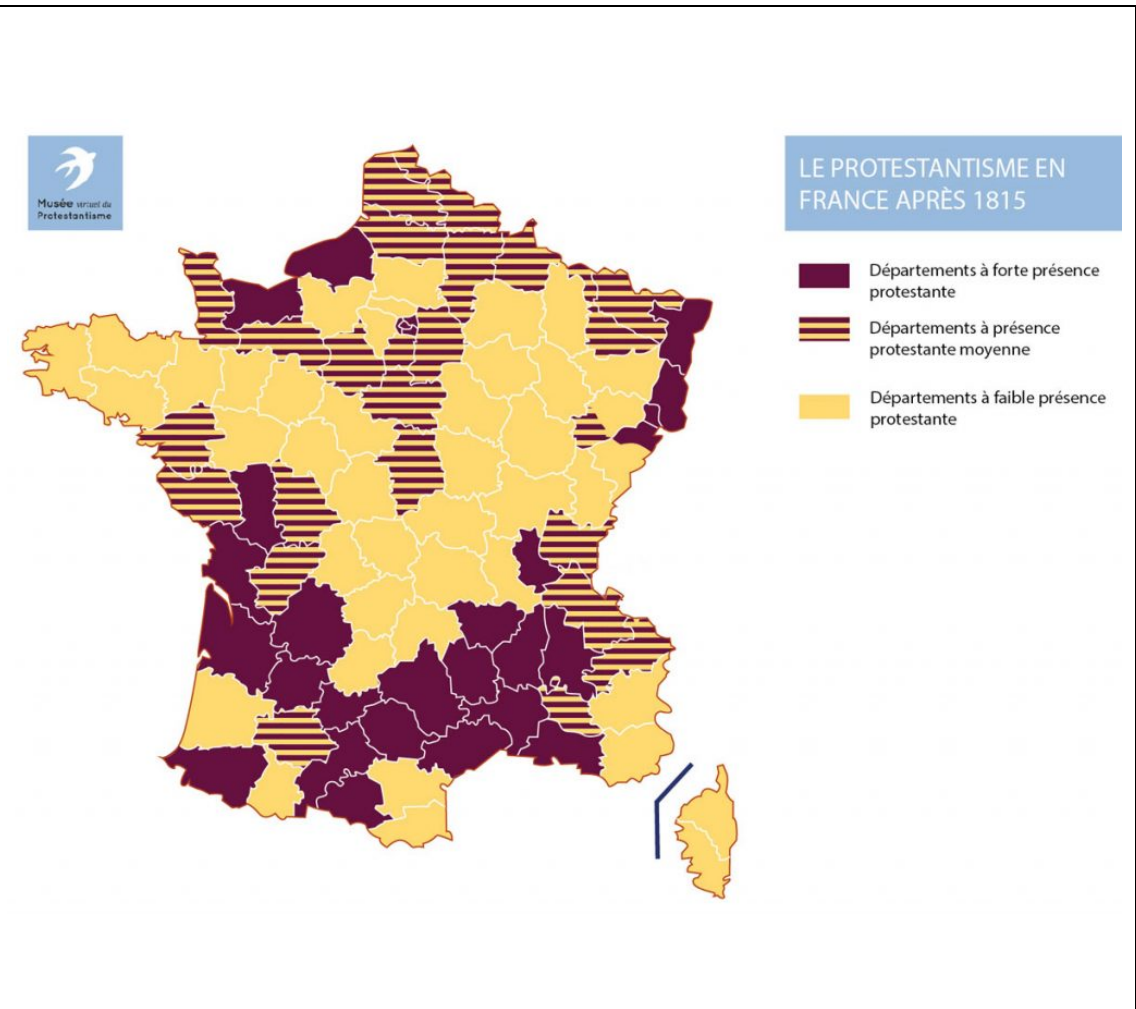 Musée virtuel du
Protestantisme
LE PROTESTANTISME EN
FRANCE APRÈS 1815
Départements à forte présence
protestante
Départements à présence
protestante moyenne
Départements à faible présence
protestante